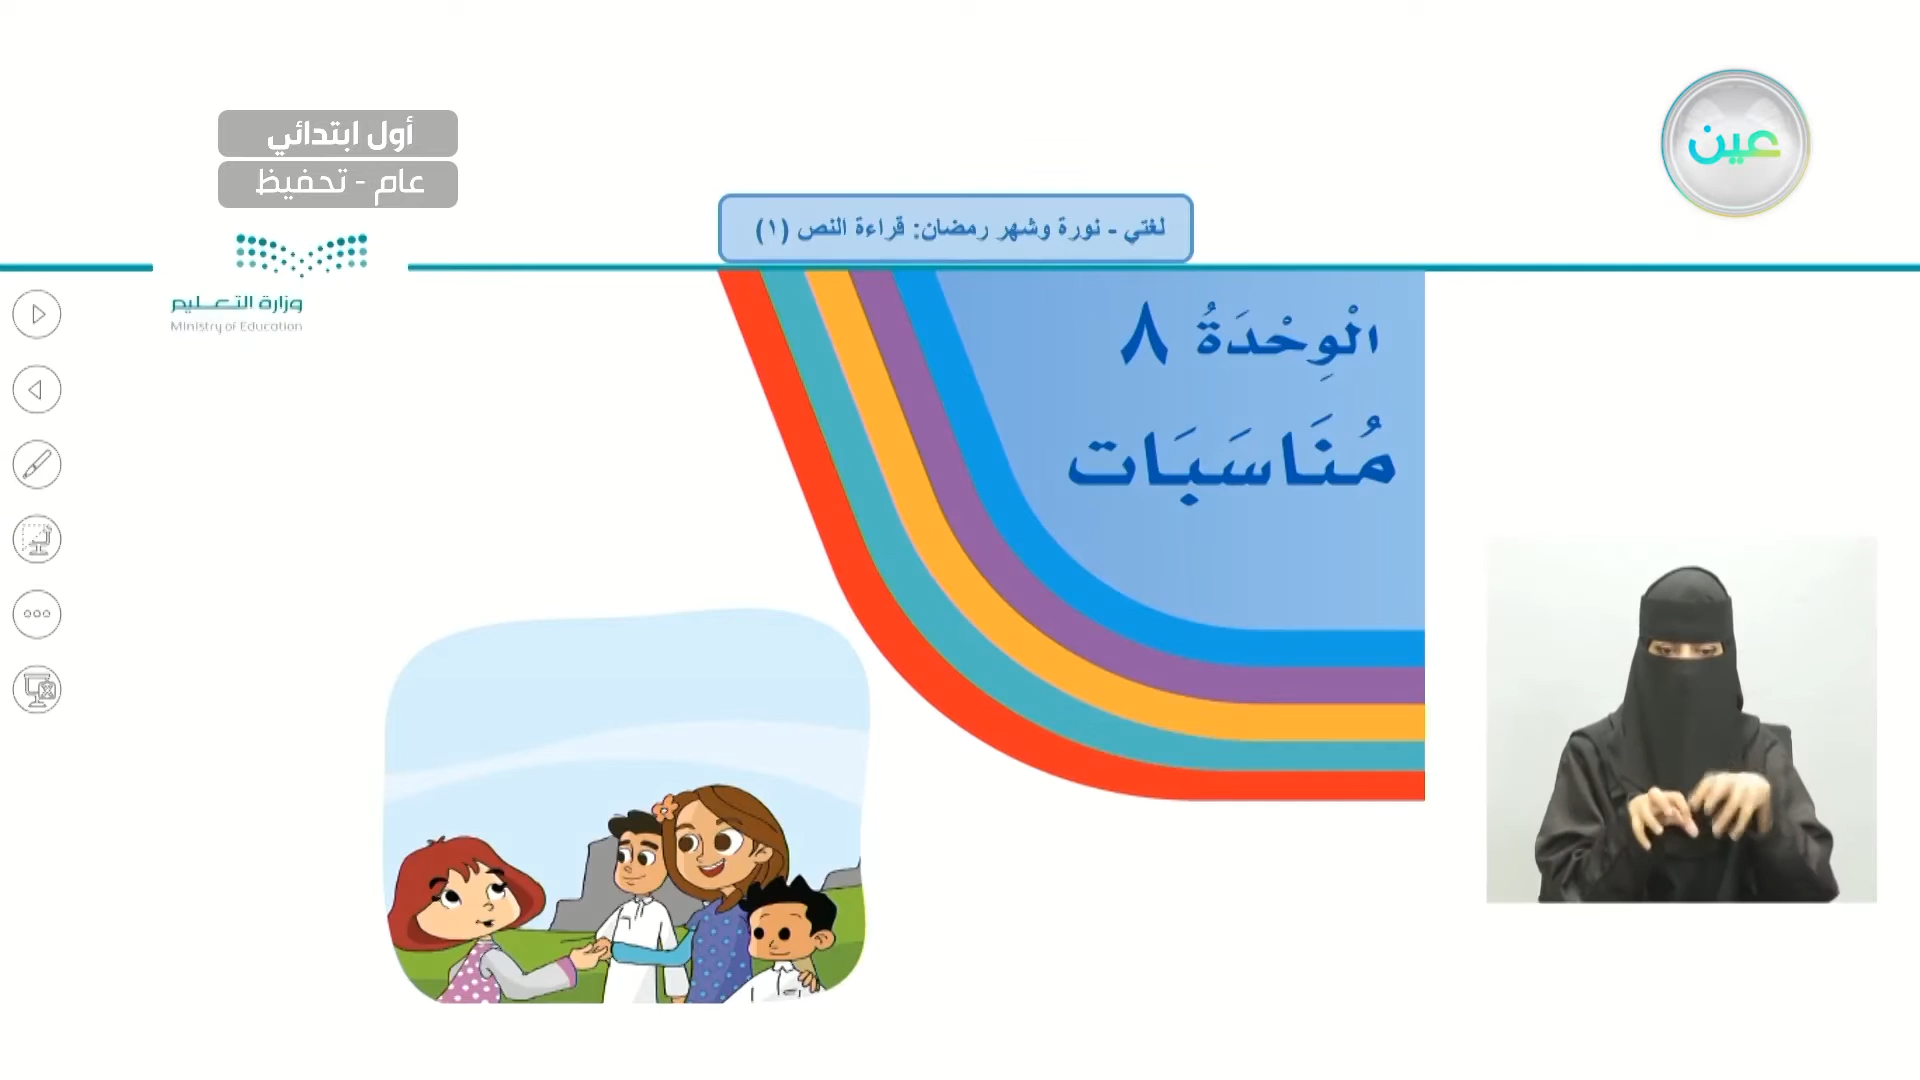 أول ابتدائي
عام - تحفيظ
عين
لغتي - نورة وشهر رمضان: قراءة النص (١)
وزارة التعليم
Ministry of Education
الْوِحْدَةُ ٨
مُنَاسَبَات